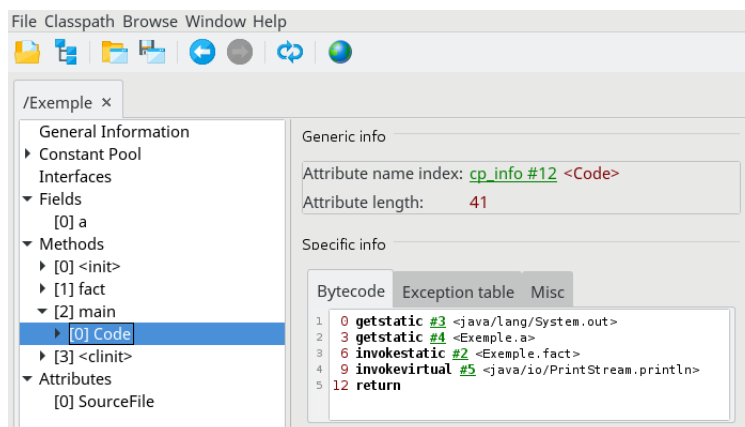 File Classpath Browse Window Help
/Exemple ×
General Information
Constant Pool
Interfaces
Fields
[0] a
Methods
[0] <init>
[1] fact
[2] main
[0] Code
[3] <clinit>
Attributes
[0] SourceFile
Generic info
Attribute name index: cp_info #12 <Code>
Attribute length: 41
Specific info
Bytecode Exception table Misc
1 0 getstatic #3 <java/lang/System.out>
2 3 getstatic #4 <Exemple.a>
3 6 invokestatic #2 <Exemple.fact>
4 9 invokevirtual #5 <java/io/PrintStream.println>
5 12 return